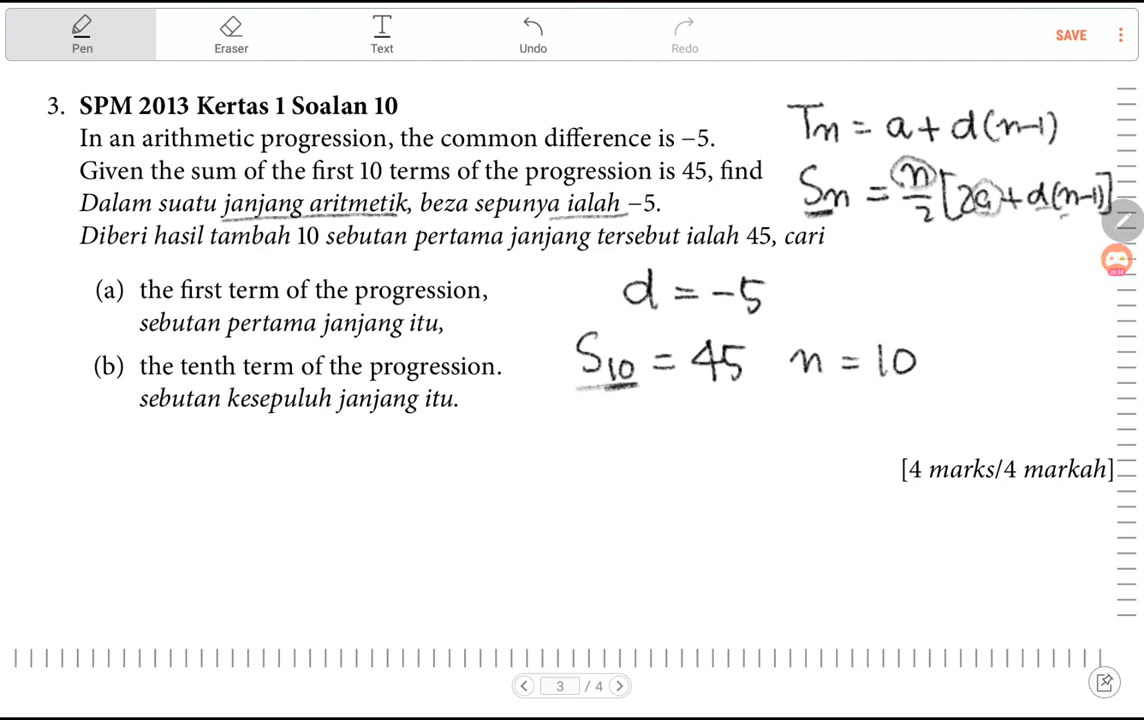 Pen
Eraser
Text
Undo
Redo
SAVE
3. SPM 2013 Kertas 1 Soalan 10
In an arithmetic progression, the common difference is −5.
Given the sum of the first 10 terms of the progression is 45, find
Dalam suatu janjang aritmetik, beza sepunya ialah −5.
Diberi hasil tambah 10 sebutan pertama janjang tersebut ialah 45, cari
Tn = a + d(n-1)
Sn = n/2 [2a + d(n-1)]
(a) the first term of the progression,
sebutan pertama janjang itu,
(b) the tenth term of the progression.
sebutan kesepuluh janjang itu.
d = -5
S10 = 45 n = 10
[4 marks/4 markah]
3 / 4